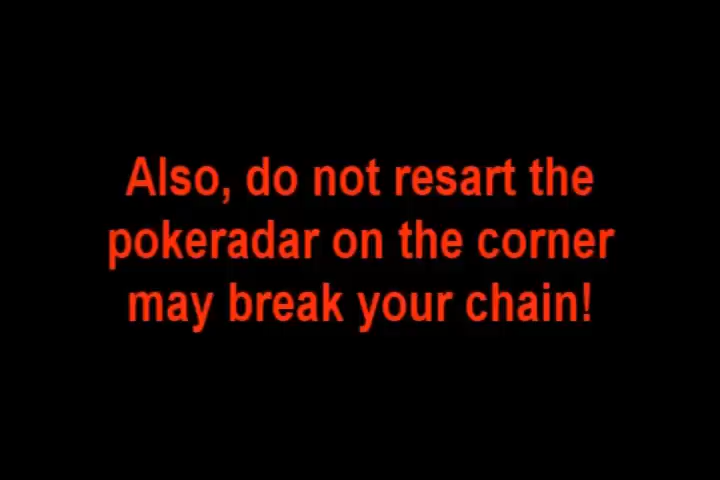 Also, do not resart the
pokeradar on the corner
may break your chain!